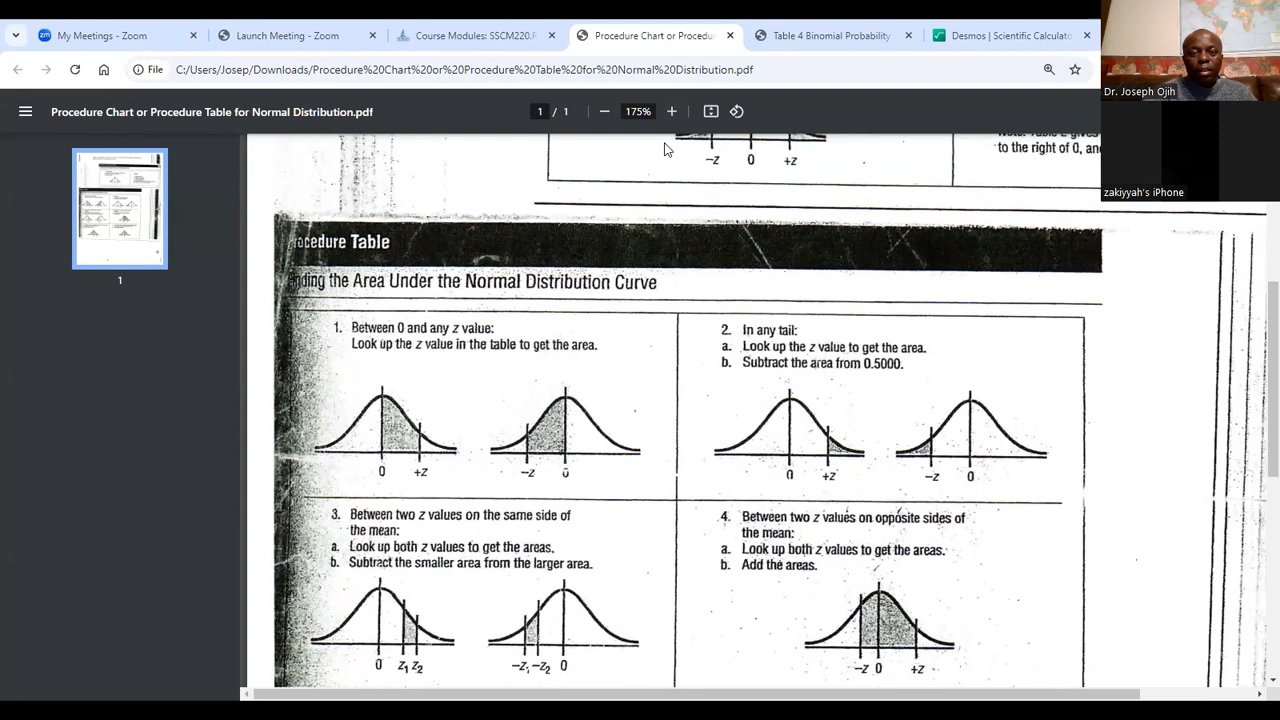 My Meetings - Zoom
Launch Meeting - Zoom
Course Modules: SSCM220.R
Procedure Chart or Procedur
Table 4 Binomial Probability
Desmos | Scientific Calculato
File
C:/Users/Josep/Downloads/Procedure%20Chart%20or%20Procedure%20Table%20for%20Normal%20Distribution.pdf
Dr. Joseph Ojih
zakiyyah's iPhone
Procedure Chart or Procedure Table for Normal Distribution.pdf
1 / 1
175%
1
−z 0 +z
to the right of 0, an
ocedure Table
ding the Area Under the Normal Distribution Curve
1. Between 0 and any z value:
Look up the z value in the table to get the area.
0 +z
−z 0
2. In any tail:
a. Look up the z value to get the area.
b. Subtract the area from 0.5000.
0 +z
−z 0
3. Between two z values on the same side of
the mean:
a. Look up both z values to get the areas.
b. Subtract the smaller area from the larger area.
0 z1 z2
−z1 −z2 0
4. Between two z values on opposite sides of
the mean:
a. Look up both z values to get the areas.
b. Add the areas.
−z 0 +z